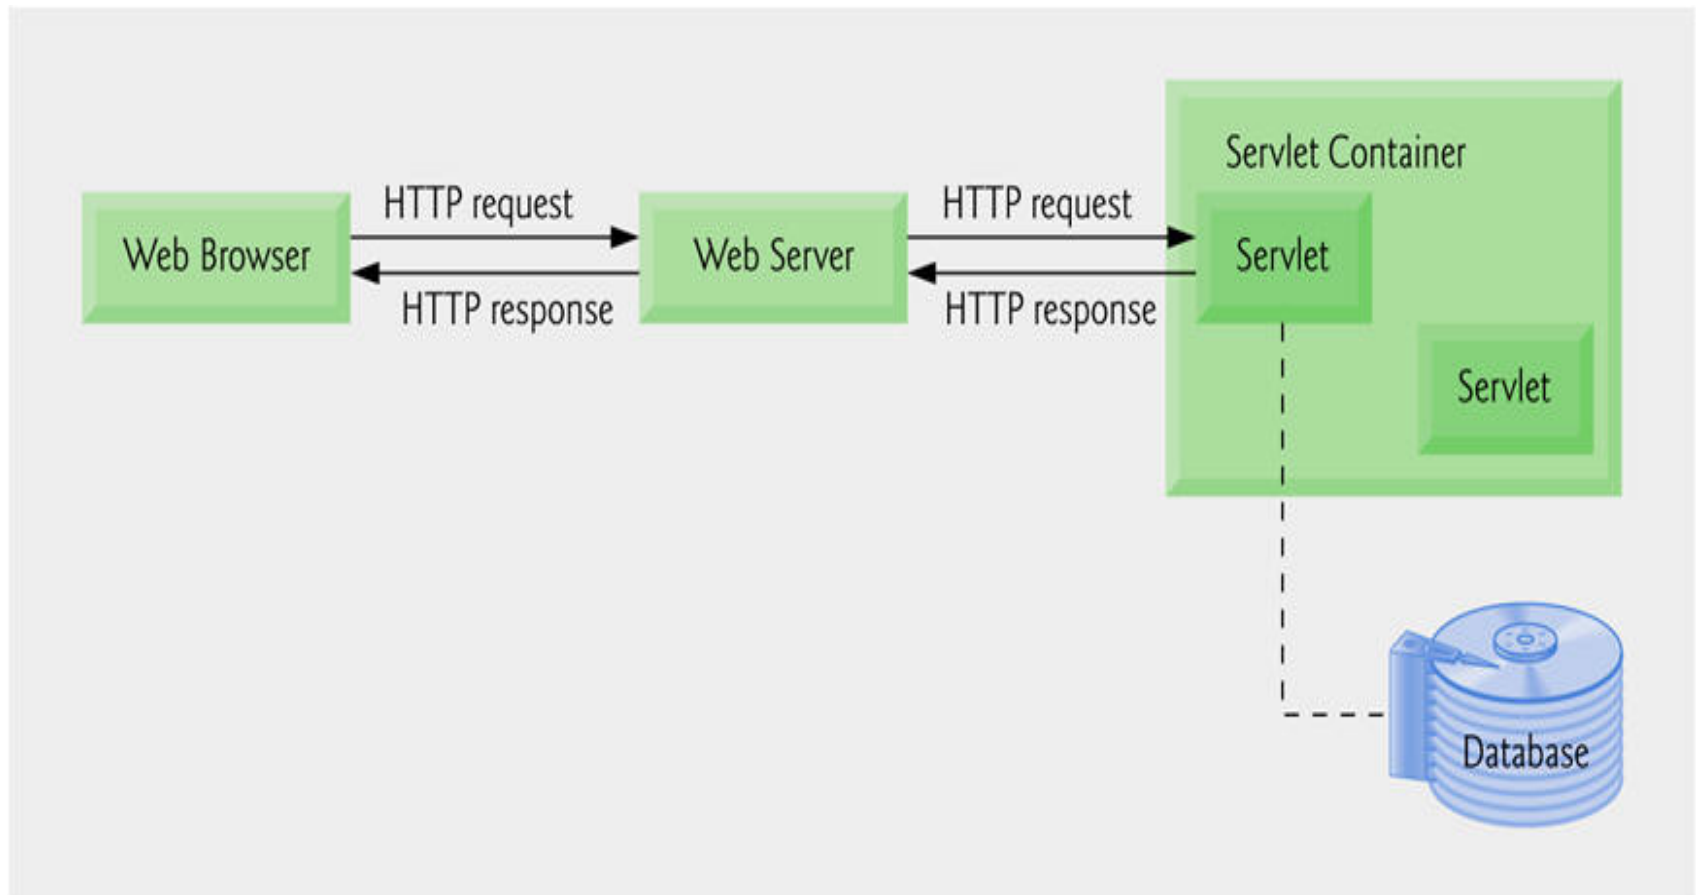 Servlet Container
HTTP request
HTTP request
Web Browser
Web Server
Servlet
HTTP response
HTTP response
Servlet
Database